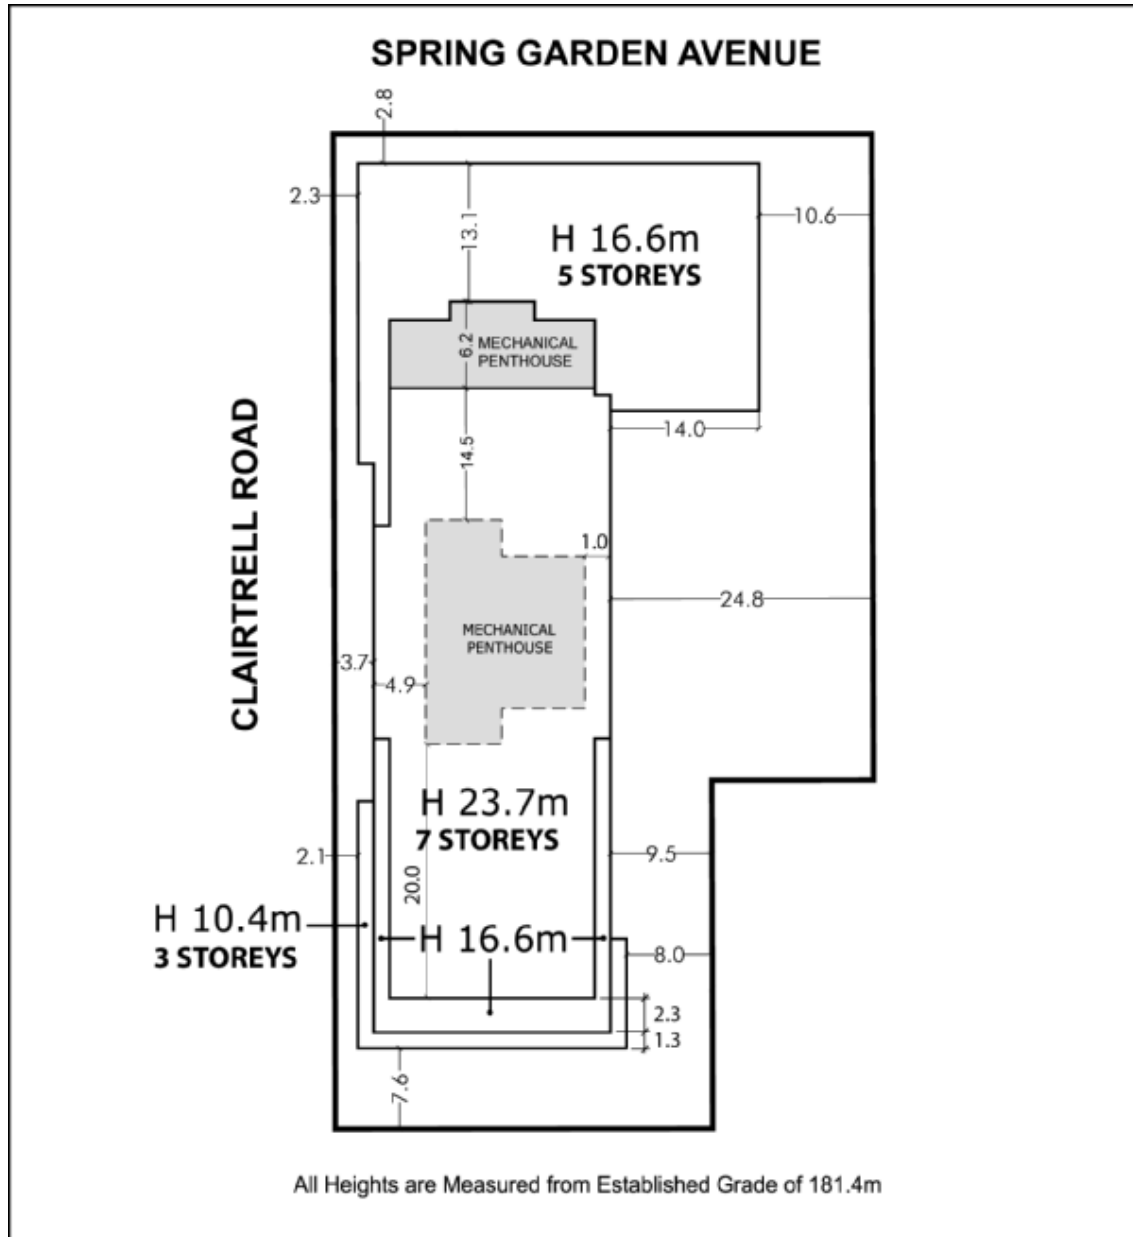 SPRING GARDEN AVENUE
2.8
2.3
10.6
13.1
H 16.6m
5 STOREYS
6.2
MECHANICAL
PENTHOUSE
14.0
14.5
CLAIRTRELL ROAD
1.0
24.8
MECHANICAL
PENTHOUSE
3.7
4.9
H 23.7m
7 STOREYS
2.1
9.5
20.0
H 10.4m
3 STOREYS
H 16.6m
8.0
2.3
1.3
7.6
All Heights are Measured from Established Grade of 181.4m